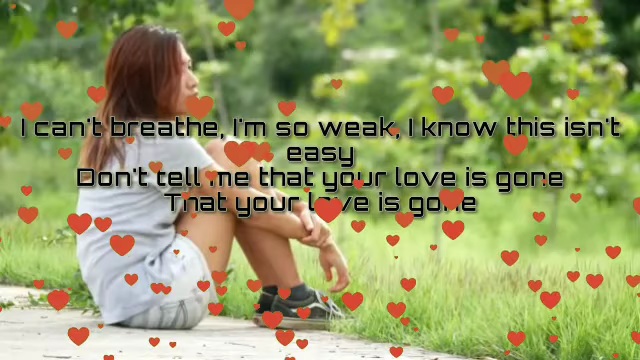 I can't breathe, I'm so weak, I know this isn't
easy
Don't tell me that your love is gone
That your love is gone